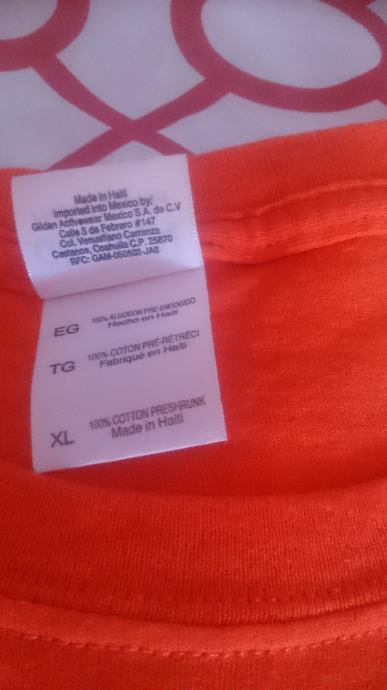 Made in Haiti
Imported into Mexico by/
Gildan Activewear Mexico S.A. de C.V
Calle 5 de Febrero #147
Col. Venustiano Carranza
Castanos, Coahuila C.P. 25870
RFC: GAM-050502-JA8
EG 100% ALGODON PRE-ENCOGIDO
Hecho en Haiti
TG 100% COTON PRÉ-RÉTRÉCI
Fabriqué en Haiti
XL 100% COTTON PRESHRUNK
Made in Haiti